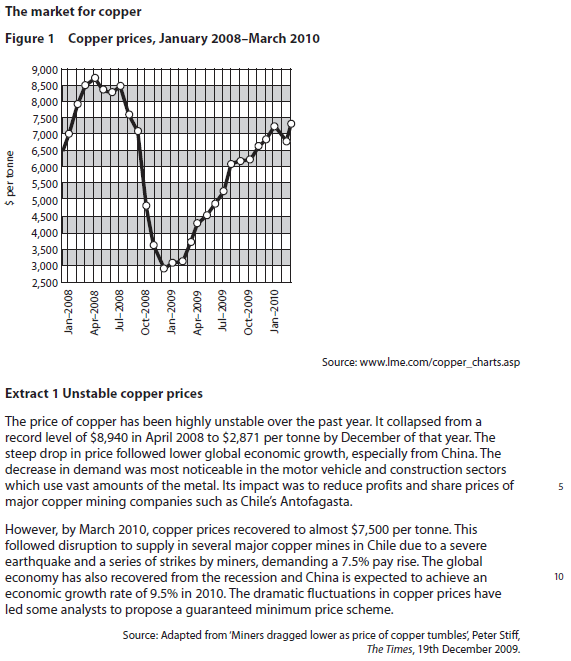 The market for copper
Figure 1 Copper prices, January 2008–March 2010
9,000
8,500
8,000
7,500
7,000
6,500
6,000
5,500
5,000
4,500
4,000
3,500
3,000
2,500
$ per tonne
Jan–2008
Apr–2008
Jul–2008
Oct–2008
Jan–2009
Apr–2009
Jul–2009
Oct–2009
Jan–2010
Source: www.lme.com/copper_charts.asp
Extract 1 Unstable copper prices
The price of copper has been highly unstable over the past year. It collapsed from a
record level of $8,940 in April 2008 to $2,871 per tonne by December of that year. The
steep drop in price followed lower global economic growth, especially from China. The
decrease in demand was most noticeable in the motor vehicle and construction sectors
which use vast amounts of the metal. Its impact was to reduce profits and share prices of 5
major copper mining companies such as Chile's Antofagasta.
However, by March 2010, copper prices recovered to almost $7,500 per tonne. This
followed disruption to supply in several major copper mines in Chile due to a severe
earthquake and a series of strikes by miners, demanding a 7.5% pay rise. The global
economy has also recovered from the recession and China is expected to achieve an 10
economic growth rate of 9.5% in 2010. The dramatic fluctuations in copper prices have
led some analysts to propose a guaranteed minimum price scheme.
Source: Adapted from 'Miners dragged lower as price of copper tumbles', Peter Stiff,
The Times, 19th December 2009.